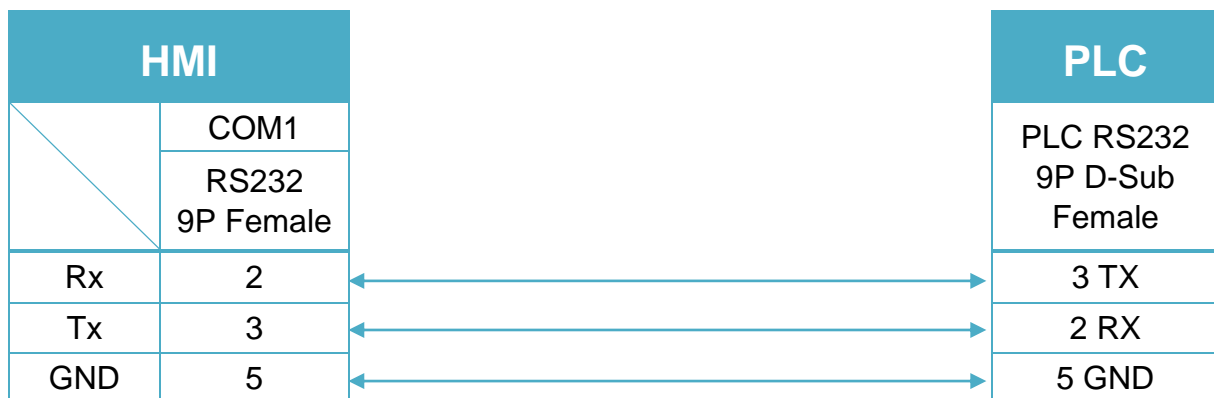 HMI
PLC
COM1
RS232
9P Female
PLC RS232
9P D-Sub
Female
Rx 2 3 TX
Tx 3 2 RX
GND 5 5 GND